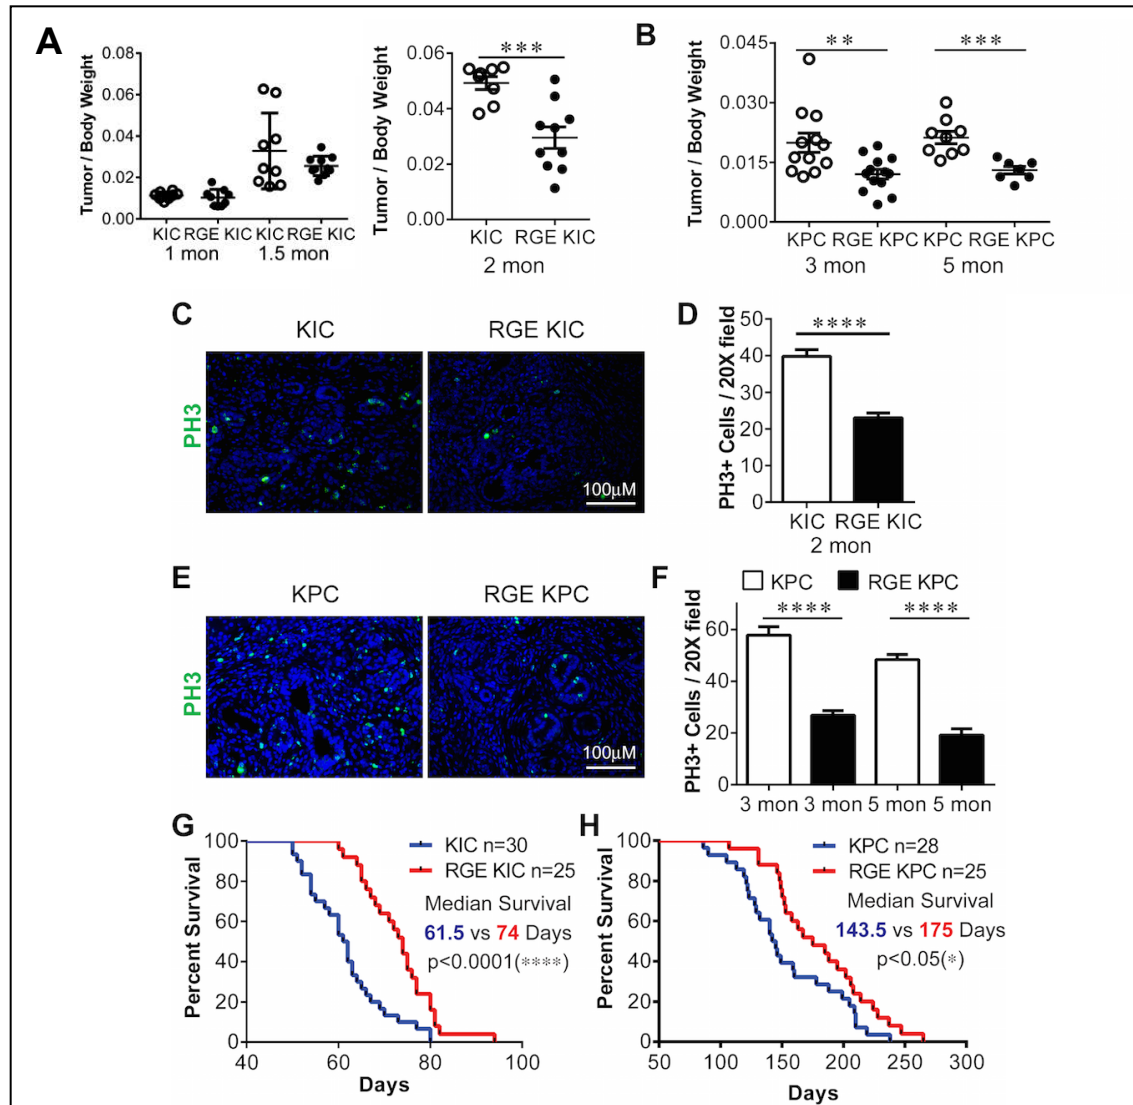 A
Tumor / Body Weight
0.08
0.06
0.04
0.02
0.00
KIC RGE KIC KIC RGE KIC
1 mon 1.5 mon
Tumor / Body Weight
0.06
0.04
0.02
0.00
***
KIC RGE KIC
2 mon
B
Tumor / Body Weight
0.045
0.030
0.015
0.000
** ***
KPC RGE KPC KPC RGE KPC
3 mon 5 mon
C
KIC RGE KIC
PH3
100μM
D
PH3+ Cells / 20X field
50
40
30
20
10
0
****
KIC RGE KIC
2 mon
E
KPC RGE KPC
PH3
100μM
F
KPC RGE KPC
PH3+ Cells / 20X field
60
40
20
0
**** ****
3 mon 3 mon 5 mon 5 mon
G
Percent Survival
100
80
60
40
20
0
KIC n=30
RGE KIC n=25
Median Survival
61.5 vs 74 Days
p<0.0001(****)
40 60 80 100
Days
H
Percent Survival
100
80
60
40
20
0
KPC n=28
RGE KPC n=25
Median Survival
143.5 vs 175 Days
p<0.05(*)
50 100 150 200 250 300
Days